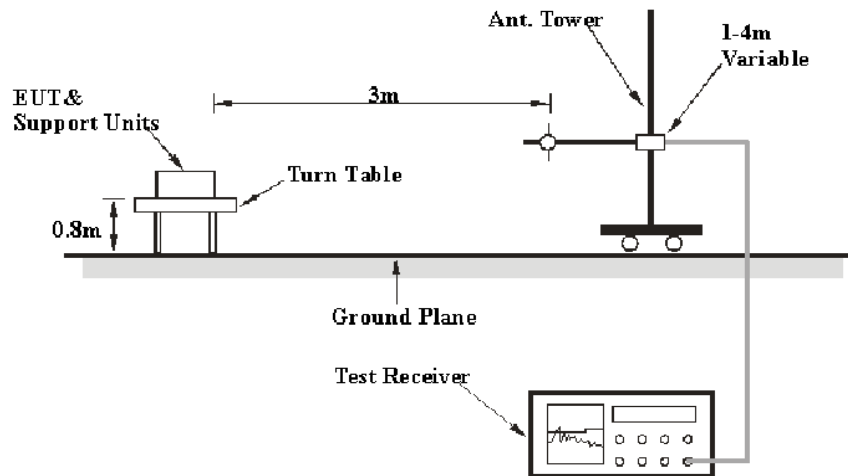 Ant. Tower
1-4m
Variable
3m
EUT&
Support Units
Turn Table
0.8m
Ground Plane
Test Receiver